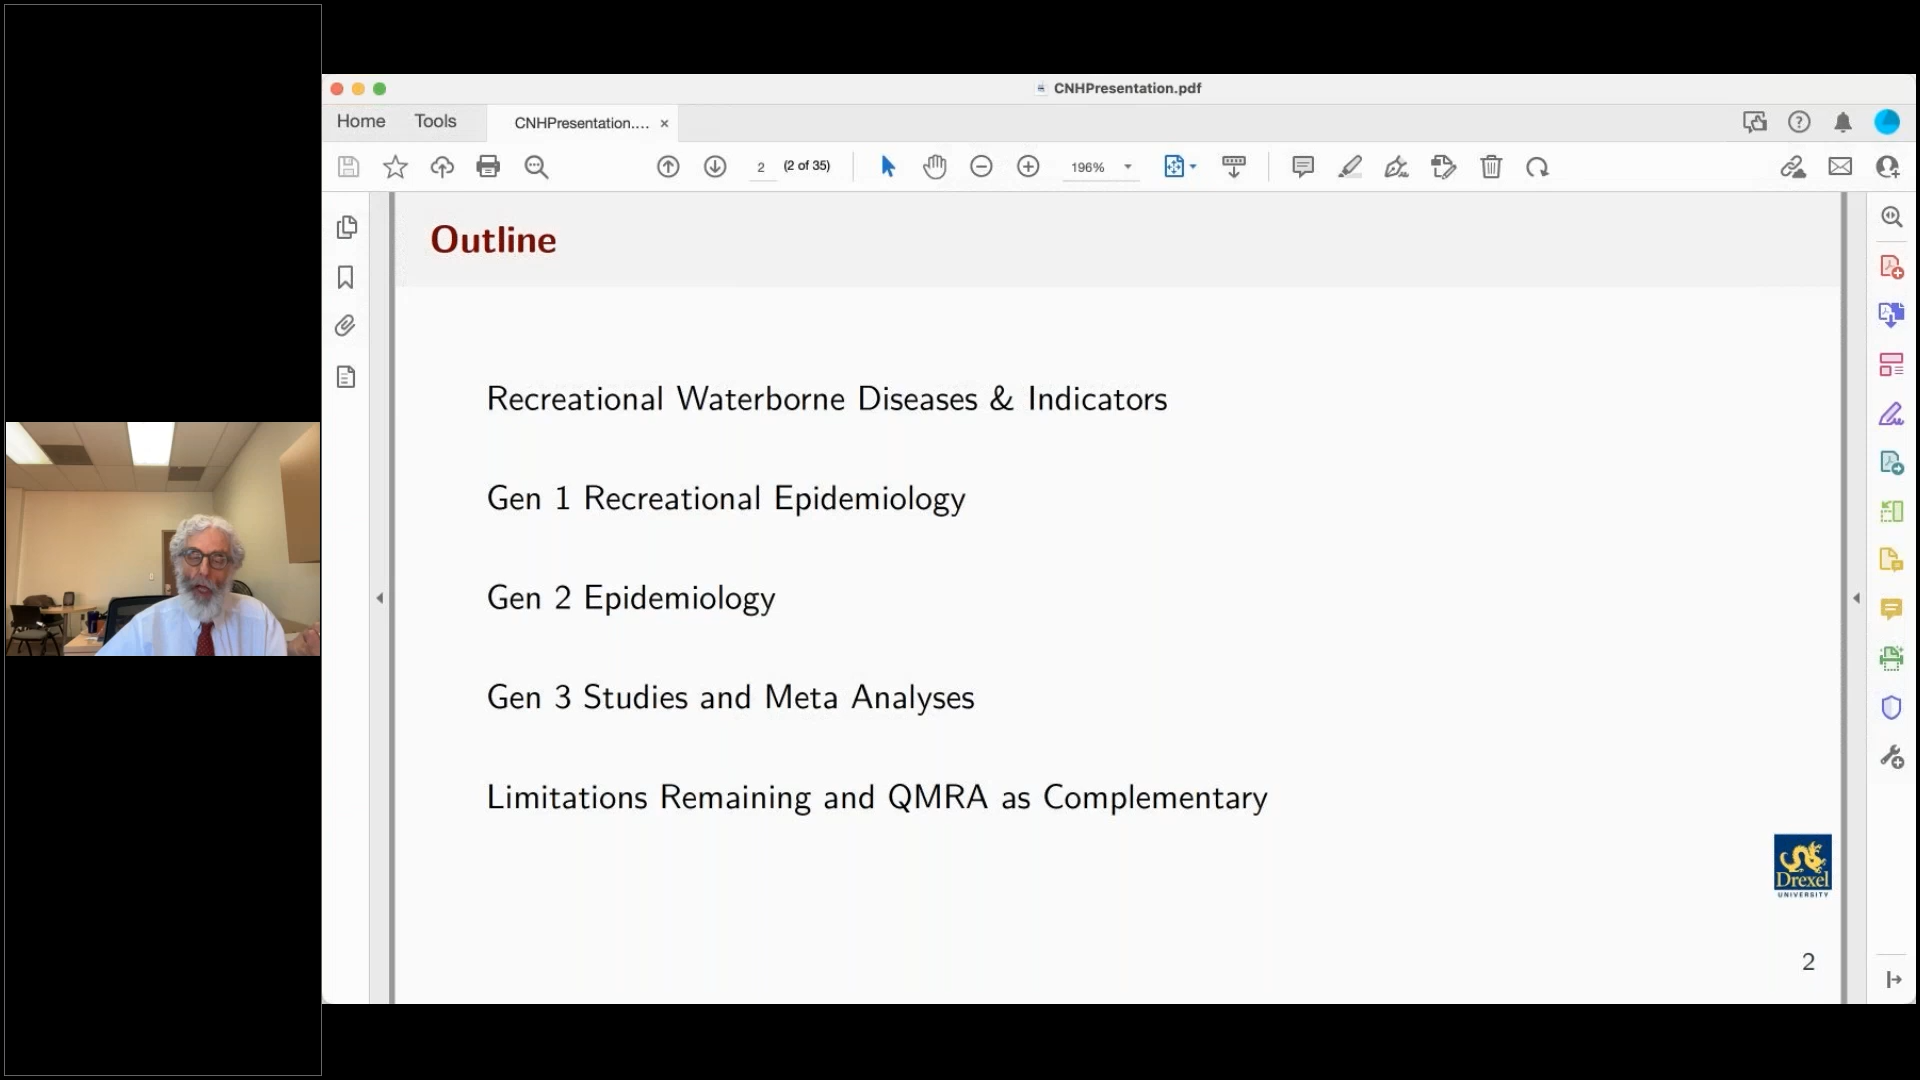 CNHPresentation.pdf
Home
Tools
CNHPresentation....
2
(2 of 35)
196%
Outline
Recreational Waterborne Diseases & Indicators
Gen 1 Recreational Epidemiology
Gen 2 Epidemiology
Gen 3 Studies and Meta Analyses
Limitations Remaining and QMRA as Complementary
Drexel
UNIVERSITY
2